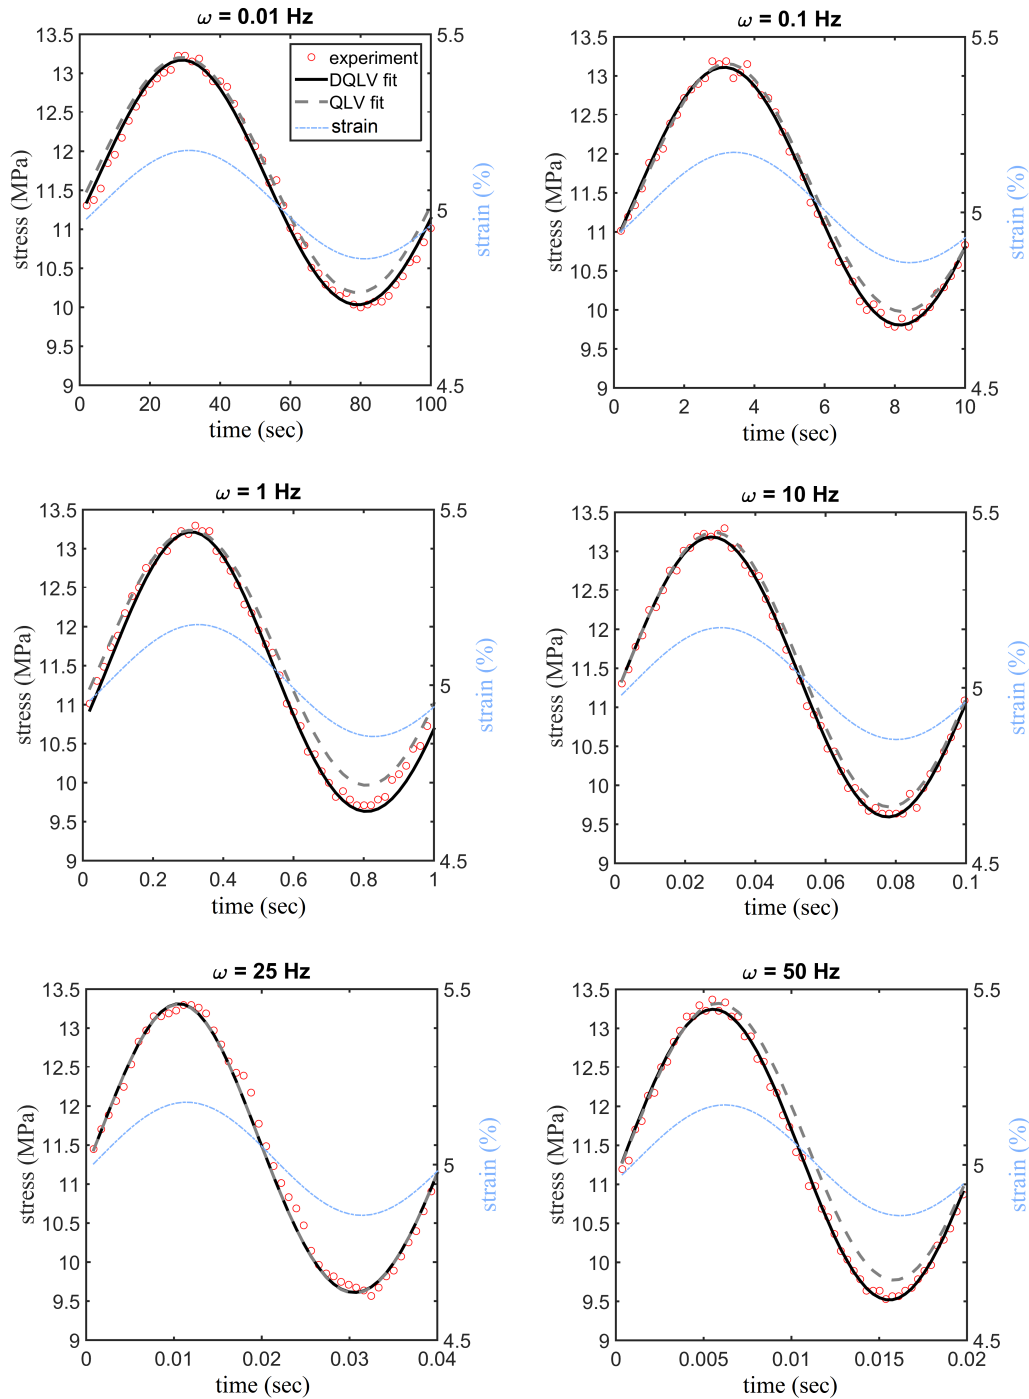 ω = 0.01 Hz
13.5
13
12.5
12
11.5
11
10.5
10
9.5
9
stress (MPa)
experiment
DQLV fit
QLV fit
strain
5.5
5
4.5
strain (%)
0 20 40 60 80 100
time (sec)
ω = 0.1 Hz
13.5
13
12.5
12
11.5
11
10.5
10
9.5
9
stress (MPa)
5.5
5
4.5
strain (%)
0 2 4 6 8 10
time (sec)
ω = 1 Hz
13.5
13
12.5
12
11.5
11
10.5
10
9.5
9
stress (MPa)
5.5
5
4.5
strain (%)
0 0.2 0.4 0.6 0.8 1
time (sec)
ω = 10 Hz
13.5
13
12.5
12
11.5
11
10.5
10
9.5
9
stress (MPa)
5.5
5
4.5
strain (%)
0 0.02 0.04 0.06 0.08 0.1
time (sec)
ω = 25 Hz
13.5
13
12.5
12
11.5
11
10.5
10
9.5
9
stress (MPa)
5.5
5
4.5
strain (%)
0 0.01 0.02 0.03 0.04
time (sec)
ω = 50 Hz
13.5
13
12.5
12
11.5
11
10.5
10
9.5
9
stress (MPa)
5.5
5
4.5
strain (%)
0 0.005 0.01 0.015 0.02
time (sec)